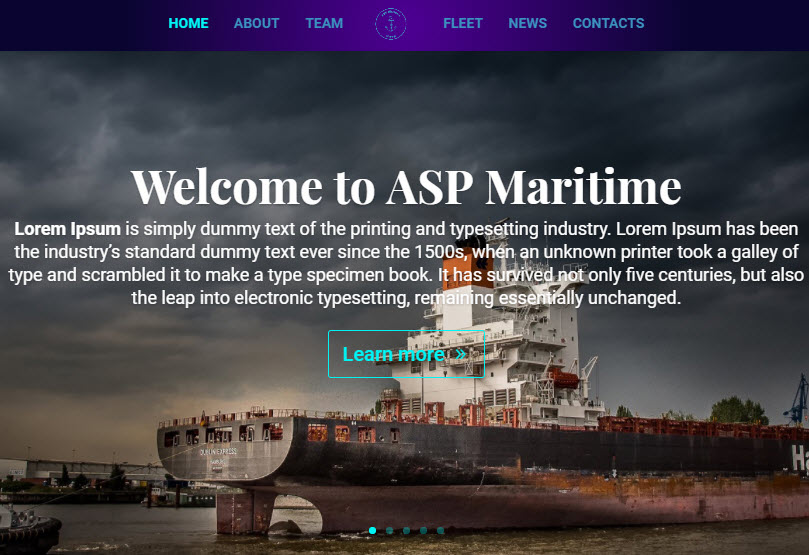 HOME ABOUT TEAM FLEET NEWS CONTACTS
Welcome to ASP Maritime
Lorem Ipsum is simply dummy text of the printing and typesetting industry. Lorem Ipsum has been
the industry’s standard dummy text ever since the 1500s, when an unknown printer took a galley of
type and scrambled it to make a type specimen book. It has survived not only five centuries, but also
the leap into electronic typesetting, remaining essentially unchanged.
Learn more »
DUBLIN EXPRESS
Ha